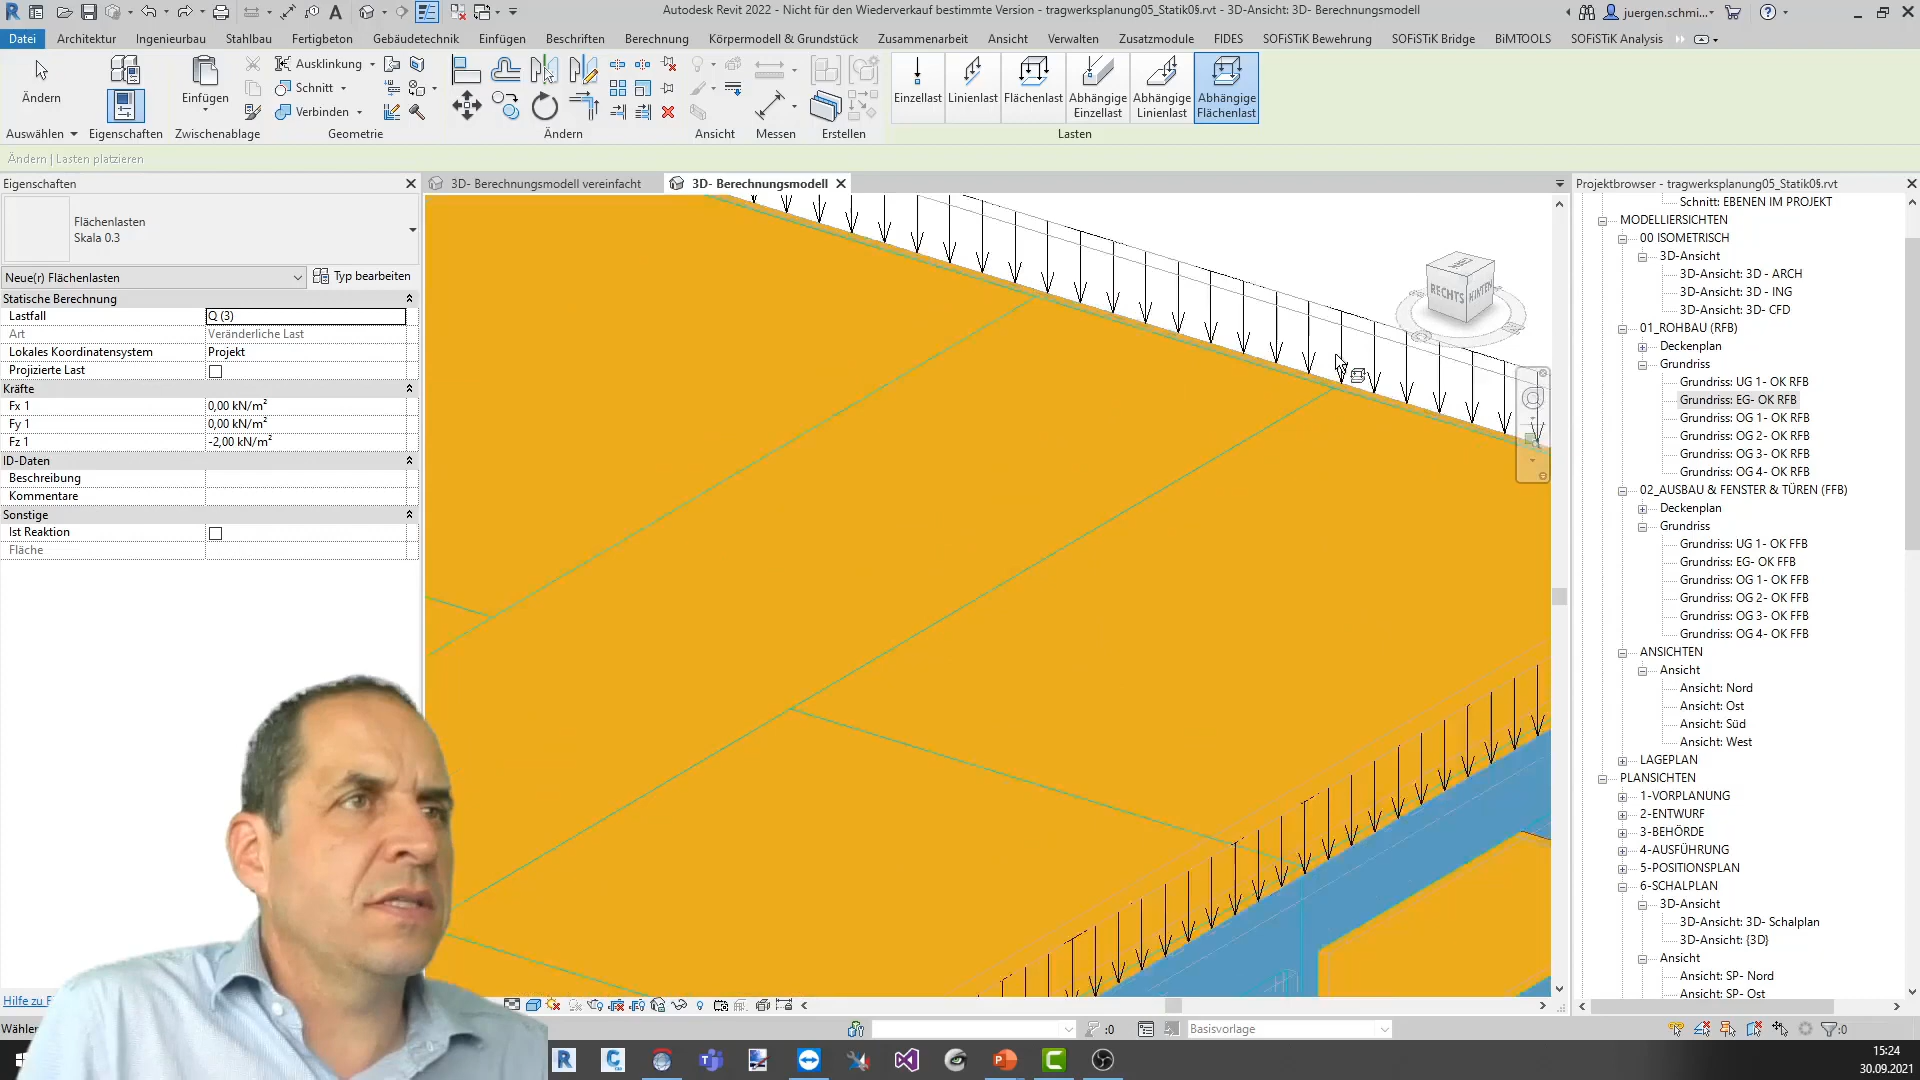 Autodesk Revit 2022 - Nicht für den Wiederverkauf bestimmte Version - tragwerksplanung05_Statik0§.rvt - 3D-Ansicht: 3D- Berechnungsmodell
juergen.schmi...
Datei Architektur Ingenieurbau Stahlbau Fertigbeton Gebäudetechnik Einfügen Beschriften Berechnung Körpermodell & Grundstück Zusammenarbeit Ansicht Verwalten Zusatzmodule FIDES SOFiSTiK Bewehrung SOFiSTiK Bridge BiMTOOLS SOFiSTiK Analysis
Ändern
Einfügen
Ausklinkung
Schnitt
Verbinden
Einzellast
Linienlast
Flächenlast
Abhängige Einzellast
Abhängige Linienlast
Abhängige Flächenlast
Auswählen Eigenschaften Zwischenablage Geometrie Ändern Ansicht Messen Erstellen Lasten
Ändern | Lasten platzieren
Eigenschaften
3D- Berechnungsmodell vereinfacht
3D- Berechnungsmodell
Projektbrowser - tragwerksplanung05_Statik0§.rvt
Flächenlasten
Skala 0.3
Neue(r) Flächenlasten
Typ bearbeiten
Statische Berechnung
Lastfall Q (3)
Art Veränderliche Last
Lokales Koordinatensystem Projekt
Projizierte Last
Kräfte
Fx 1 0,00 kN/m²
Fy 1 0,00 kN/m²
Fz 1 -2,00 kN/m²
ID-Daten
Beschreibung
Kommentare
Sonstige
Ist Reaktion
Fläche
RECHTS HINTEN
Schnitt: EBENEN IM PROJEKT
MODELLIERSICHTEN
00 ISOMETRISCH
3D-Ansicht
3D-Ansicht: 3D - ARCH
3D-Ansicht: 3D - ING
3D-Ansicht: 3D- CFD
01_ROHBAU (RFB)
Deckenplan
Grundriss
Grundriss: UG 1- OK RFB
Grundriss: EG- OK RFB
Grundriss: OG 1- OK RFB
Grundriss: OG 2- OK RFB
Grundriss: OG 3- OK RFB
Grundriss: OG 4- OK RFB
02_AUSBAU & FENSTER & TÜREN (FFB)
Deckenplan
Grundriss
Grundriss: UG 1- OK FFB
Grundriss: EG- OK FFB
Grundriss: OG 1- OK FFB
Grundriss: OG 2- OK FFB
Grundriss: OG 3- OK FFB
Grundriss: OG 4- OK FFB
ANSICHTEN
Ansicht
Ansicht: Nord
Ansicht: Ost
Ansicht: Süd
Ansicht: West
LAGEPLAN
PLANSICHTEN
1-VORPLANUNG
2-ENTWURF
3-BEHÖRDE
4-AUSFÜHRUNG
5-POSITIONSPLAN
6-SCHALPLAN
3D-Ansicht
3D-Ansicht: 3D- Schalplan
3D-Ansicht: {3D}
Ansicht
Ansicht: SP- Nord
Ansicht: SP- Ost
Hilfe zu
:0
Basisvorlage
:0
15:24
30.09.2021